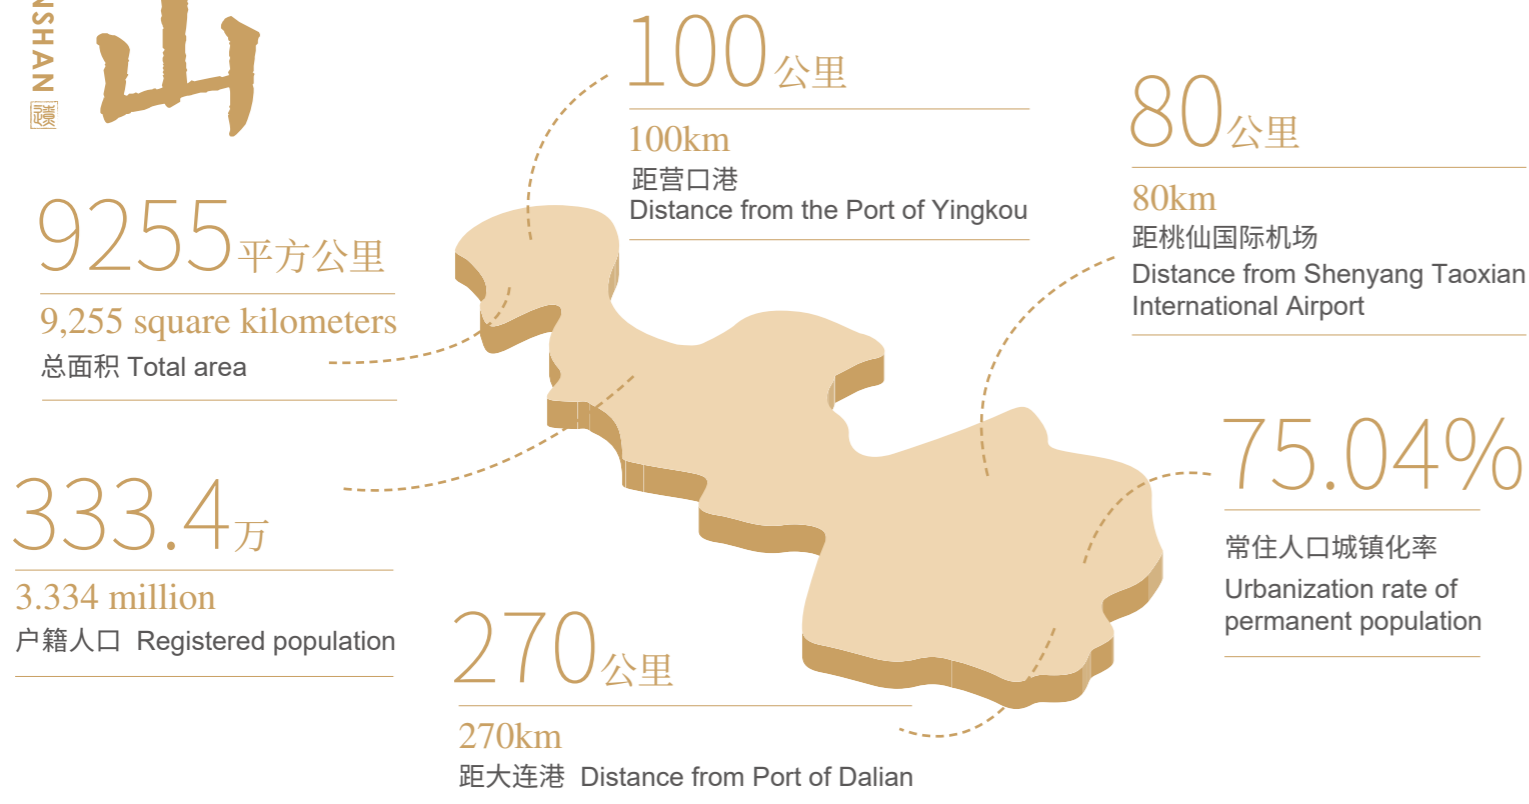 NSHAN
山
100公里
100km
距营口港
Distance from the Port of Yingkou
80公里
80km
距桃仙国际机场
Distance from Shenyang Taoxian
International Airport
9255平方公里
9,255 square kilometers
总面积 Total area
75.04%
常住人口城镇化率
Urbanization rate of
permanent population
333.4万
3.334 million
户籍人口 Registered population
270公里
270km
距大连港 Distance from Port of Dalian